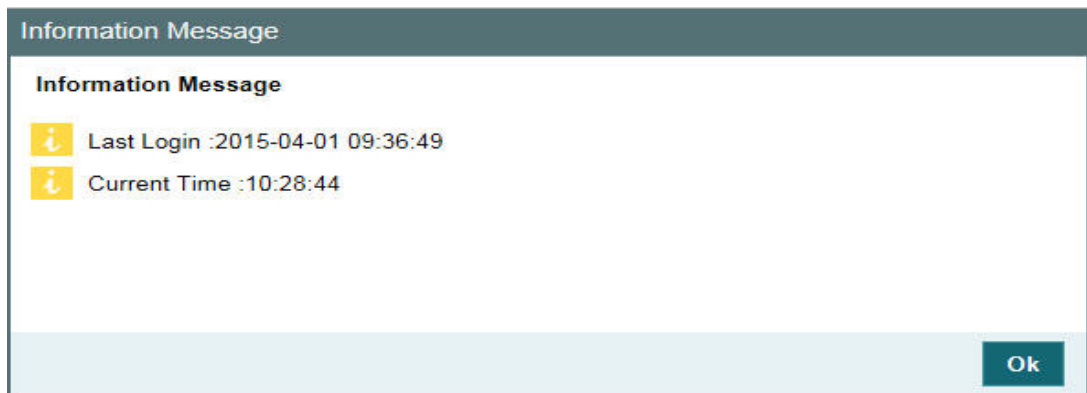 Information Message
Information Message
Last Login :2015-04-01 09:36:49
Current Time :10:28:44
Ok